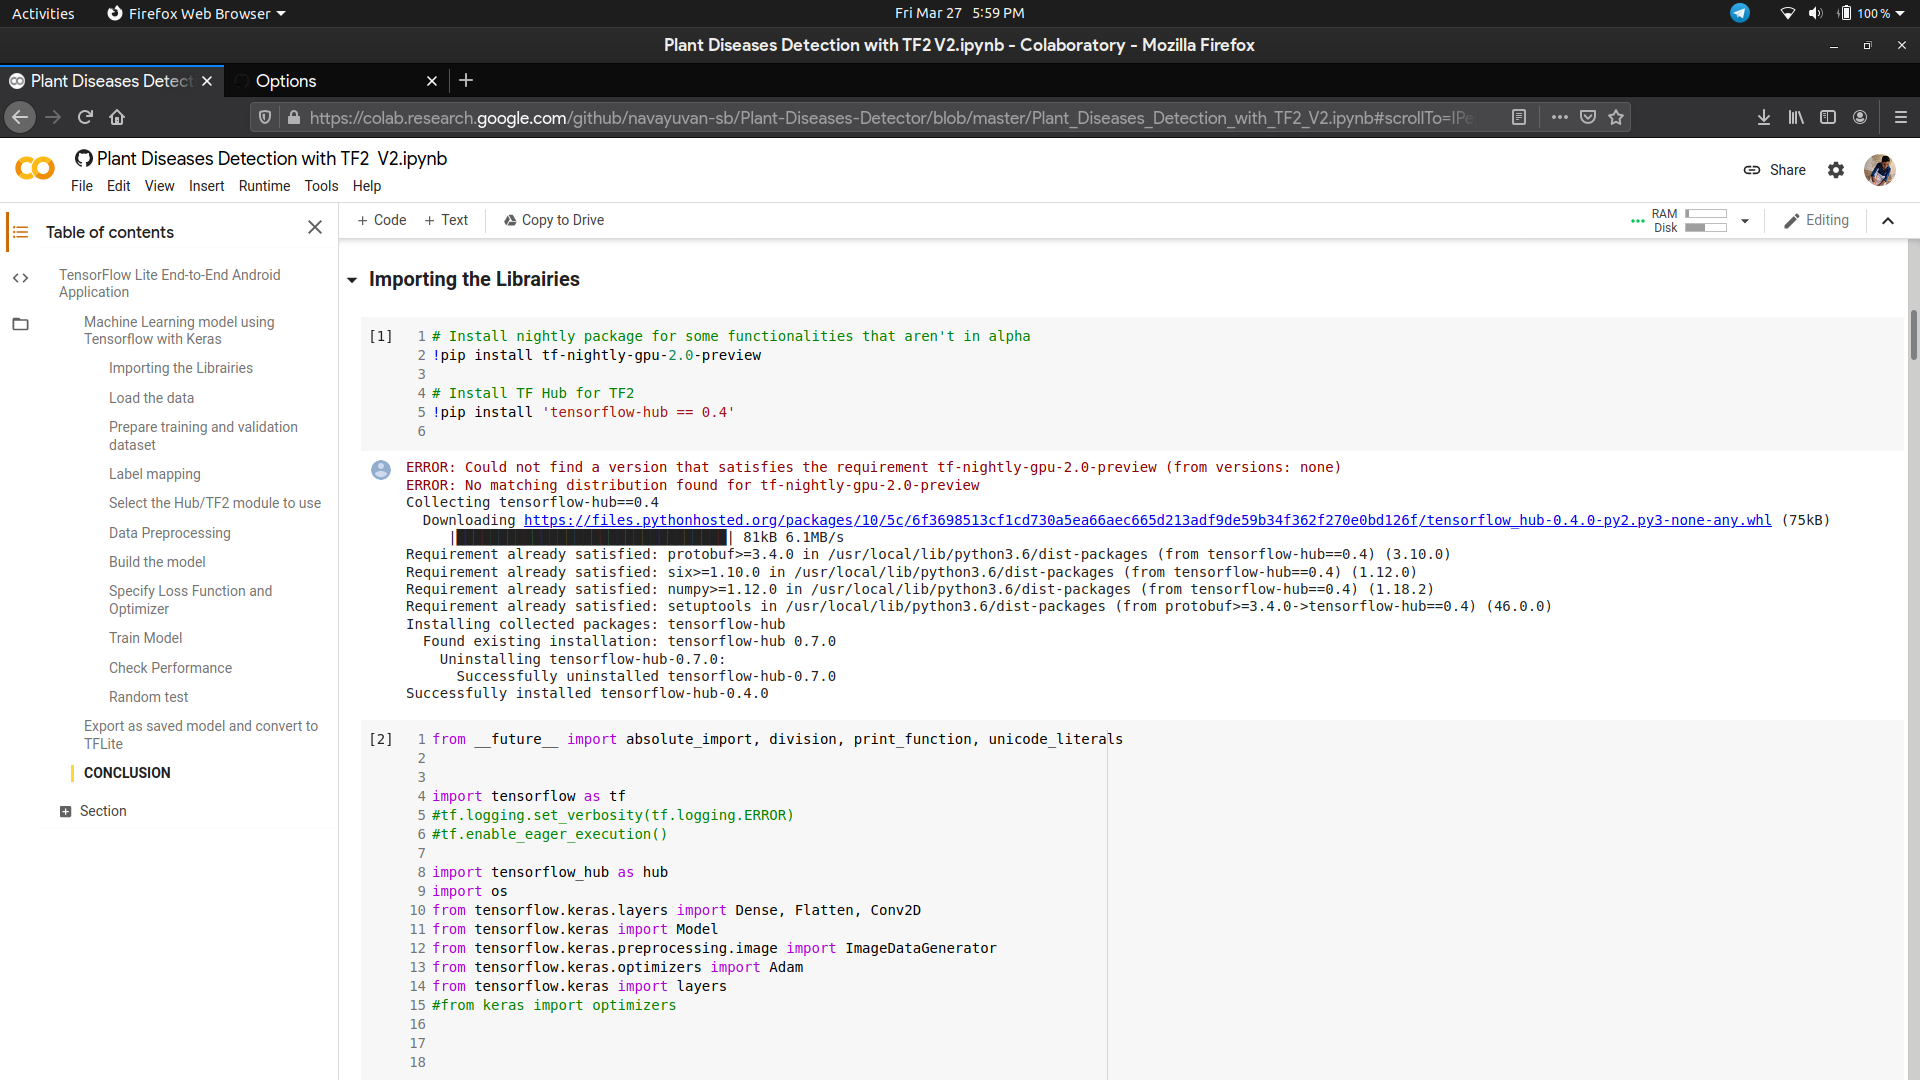 Activities
Firefox Web Browser
Fri Mar 27 5:59 PM
100 %
Plant Diseases Detection with TF2 V2.ipynb - Colaboratory - Mozilla Firefox
Plant Diseases Detect
Options
https://colab.research.google.com/github/navayuvan-sb/Plant-Diseases-Detector/blob/master/Plant_Diseases_Detection_with_TF2_V2.ipynb#scrollTo=IPe
Plant Diseases Detection with TF2 V2.ipynb
File Edit View Insert Runtime Tools Help
Share
Table of contents
TensorFlow Lite End-to-End Android
Application
Machine Learning model using
Tensorflow with Keras
Importing the Librairies
Load the data
Prepare training and validation
dataset
Label mapping
Select the Hub/TF2 module to use
Data Preprocessing
Build the model
Specify Loss Function and
Optimizer
Train Model
Check Performance
Random test
Export as saved model and convert to
TFLite
CONCLUSION
Section
+ Code + Text Copy to Drive
RAM
Disk
Editing
Importing the Librairies
[1]
1 # Install nightly package for some functionalities that aren't in alpha
2 !pip install tf-nightly-gpu-2.0-preview
3
4 # Install TF Hub for TF2
5 !pip install 'tensorflow-hub == 0.4'
6
ERROR: Could not find a version that satisfies the requirement tf-nightly-gpu-2.0-preview (from versions: none)
ERROR: No matching distribution found for tf-nightly-gpu-2.0-preview
Collecting tensorflow-hub==0.4
Downloading https://files.pythonhosted.org/packages/10/5c/6f3698513cf1cd730a5ea66aec665d213adf9de59b34f362f270e0bd126f/tensorflow_hub-0.4.0-py2.py3-none-any.whl (75kB)
|████████████████████████████████| 81kB 6.1MB/s
Requirement already satisfied: protobuf>=3.4.0 in /usr/local/lib/python3.6/dist-packages (from tensorflow-hub==0.4) (3.10.0)
Requirement already satisfied: six>=1.10.0 in /usr/local/lib/python3.6/dist-packages (from tensorflow-hub==0.4) (1.12.0)
Requirement already satisfied: numpy>=1.12.0 in /usr/local/lib/python3.6/dist-packages (from tensorflow-hub==0.4) (1.18.2)
Requirement already satisfied: setuptools in /usr/local/lib/python3.6/dist-packages (from protobuf>=3.4.0->tensorflow-hub==0.4) (46.0.0)
Installing collected packages: tensorflow-hub
Found existing installation: tensorflow-hub 0.7.0
Uninstalling tensorflow-hub-0.7.0:
Successfully uninstalled tensorflow-hub-0.7.0
Successfully installed tensorflow-hub-0.4.0
[2]
1 from __future__ import absolute_import, division, print_function, unicode_literals
2
3
4 import tensorflow as tf
5 #tf.logging.set_verbosity(tf.logging.ERROR)
6 #tf.enable_eager_execution()
7
8 import tensorflow_hub as hub
9 import os
10 from tensorflow.keras.layers import Dense, Flatten, Conv2D
11 from tensorflow.keras import Model
12 from tensorflow.keras.preprocessing.image import ImageDataGenerator
13 from tensorflow.keras.optimizers import Adam
14 from tensorflow.keras import layers
15 #from keras import optimizers
16
17
18